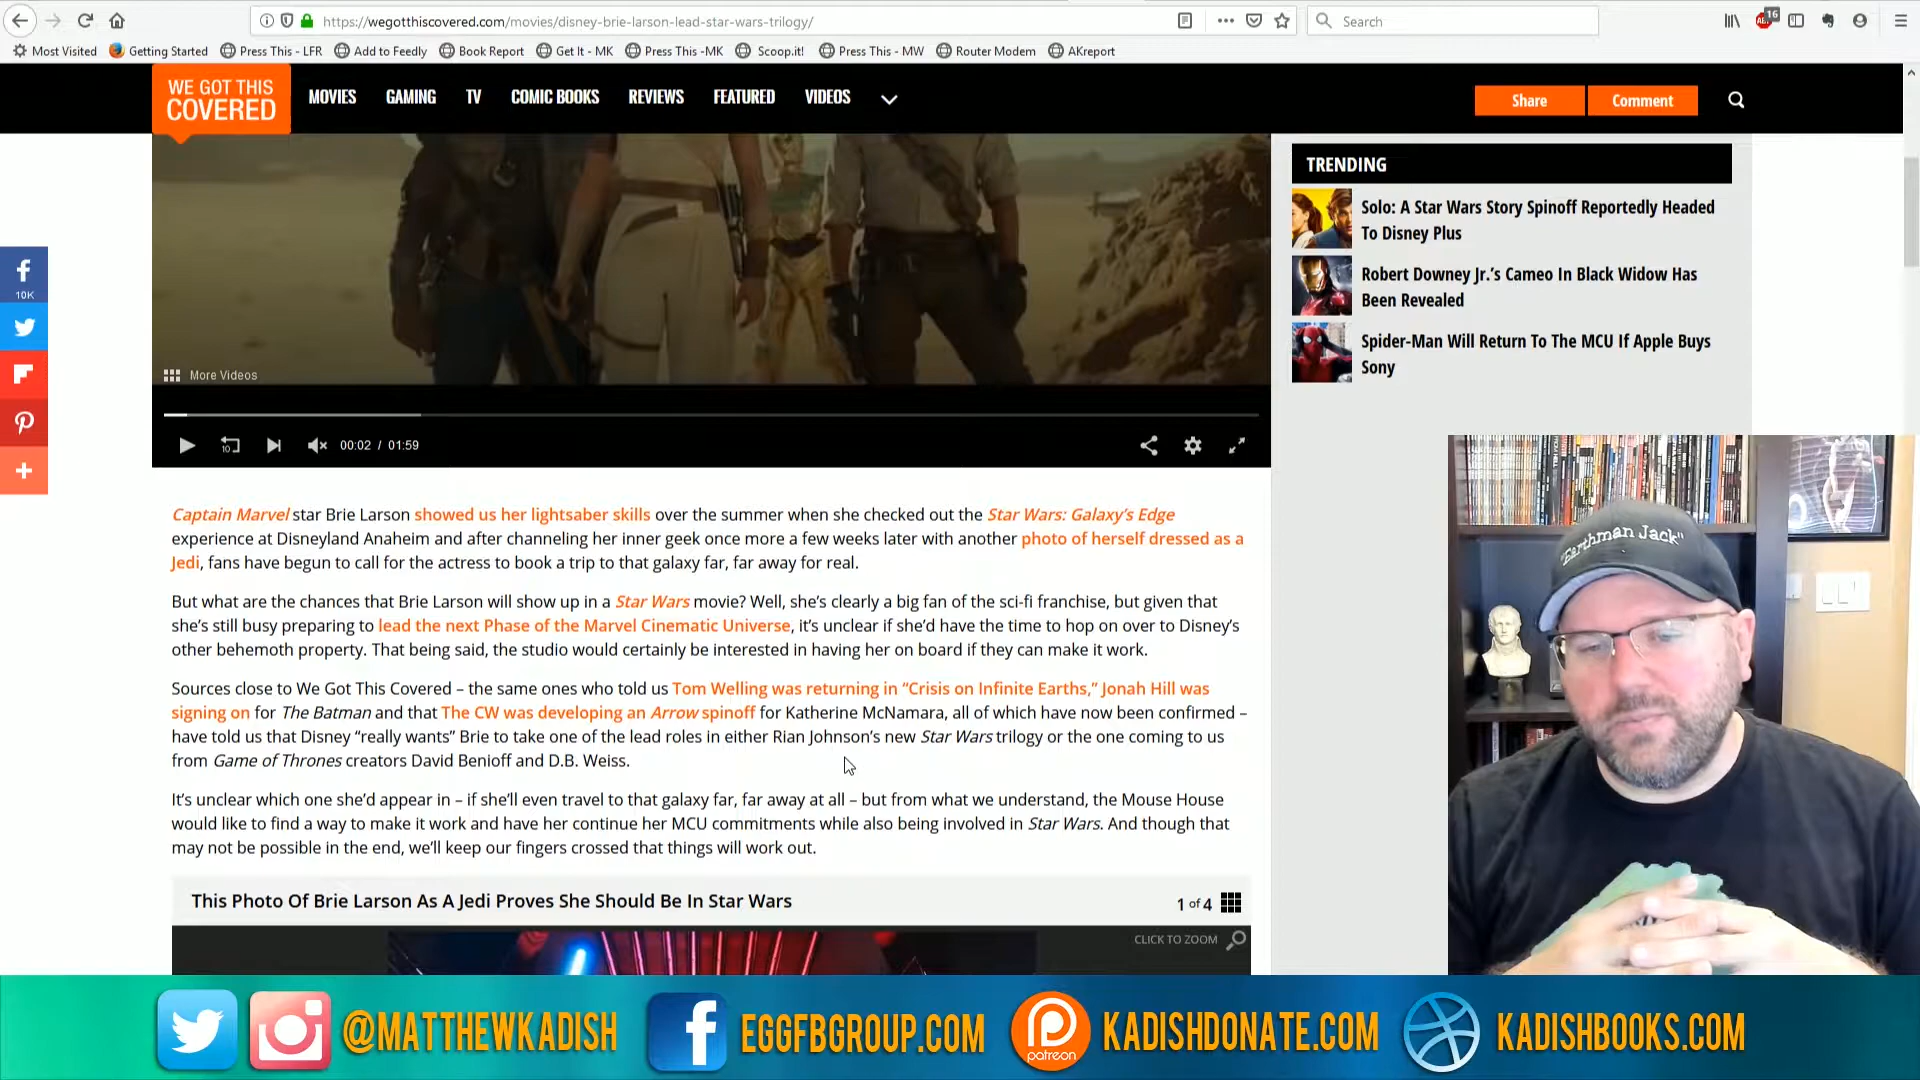 https://wegotthiscovered.com/movies/disney-brie-larson-lead-star-wars-trilogy/
Search
16
Most Visited
Getting Started
Press This - LFR
Add to Feedly
Book Report
Get It - MK
Press This -MK
Scoop.it!
Press This - MW
Router Modem
AKreport
WE GOT THIS
COVERED
MOVIES
GAMING
TV
COMIC BOOKS
REVIEWS
FEATURED
VIDEOS
Share
Comment
TRENDING
Solo: A Star Wars Story Spinoff Reportedly Headed
To Disney Plus
Robert Downey Jr.'s Cameo In Black Widow Has
Been Revealed
Spider-Man Will Return To The MCU If Apple Buys
Sony
10K
More Videos
10
00:02 / 01:59
Captain Marvel star Brie Larson showed us her lightsaber skills over the summer when she checked out the Star Wars: Galaxy's Edge
experience at Disneyland Anaheim and after channeling her inner geek once more a few weeks later with another photo of herself dressed as a
Jedi, fans have begun to call for the actress to book a trip to that galaxy far, far away for real.
But what are the chances that Brie Larson will show up in a Star Wars movie? Well, she's clearly a big fan of the sci-fi franchise, but given that
she's still busy preparing to lead the next Phase of the Marvel Cinematic Universe, it's unclear if she'd have the time to hop on over to Disney's
other behemoth property. That being said, the studio would certainly be interested in having her on board if they can make it work.
Sources close to We Got This Covered – the same ones who told us Tom Welling was returning in "Crisis on Infinite Earths," Jonah Hill was
signing on for The Batman and that The CW was developing an Arrow spinoff for Katherine McNamara, all of which have now been confirmed –
have told us that Disney "really wants" Brie to take one of the lead roles in either Rian Johnson's new Star Wars trilogy or the one coming to us
from Game of Thrones creators David Benioff and D.B. Weiss.
It's unclear which one she'd appear in – if she'll even travel to that galaxy far, far away at all – but from what we understand, the Mouse House
would like to find a way to make it work and have her continue her MCU commitments while also being involved in Star Wars. And though that
may not be possible in the end, we'll keep our fingers crossed that things will work out.
This Photo Of Brie Larson As A Jedi Proves She Should Be In Star Wars
1 of 4
CLICK TO ZOOM
"Earthman Jack"
@MATTHEWKADISH
EGGFBGROUP.COM
patreon
KADISHDONATE.COM
KADISHBOOKS.COM